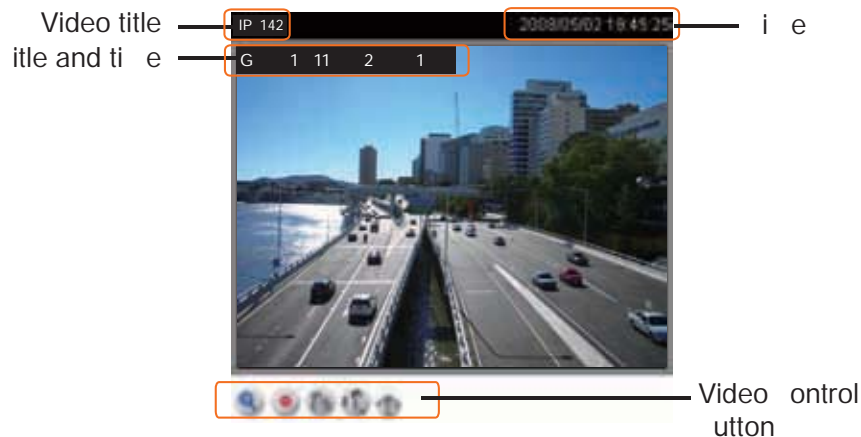 Video title IP 142 2008/05/02 18:45:25 i e
itle and ti e G 1 11 2 1
Video ontrol
utton